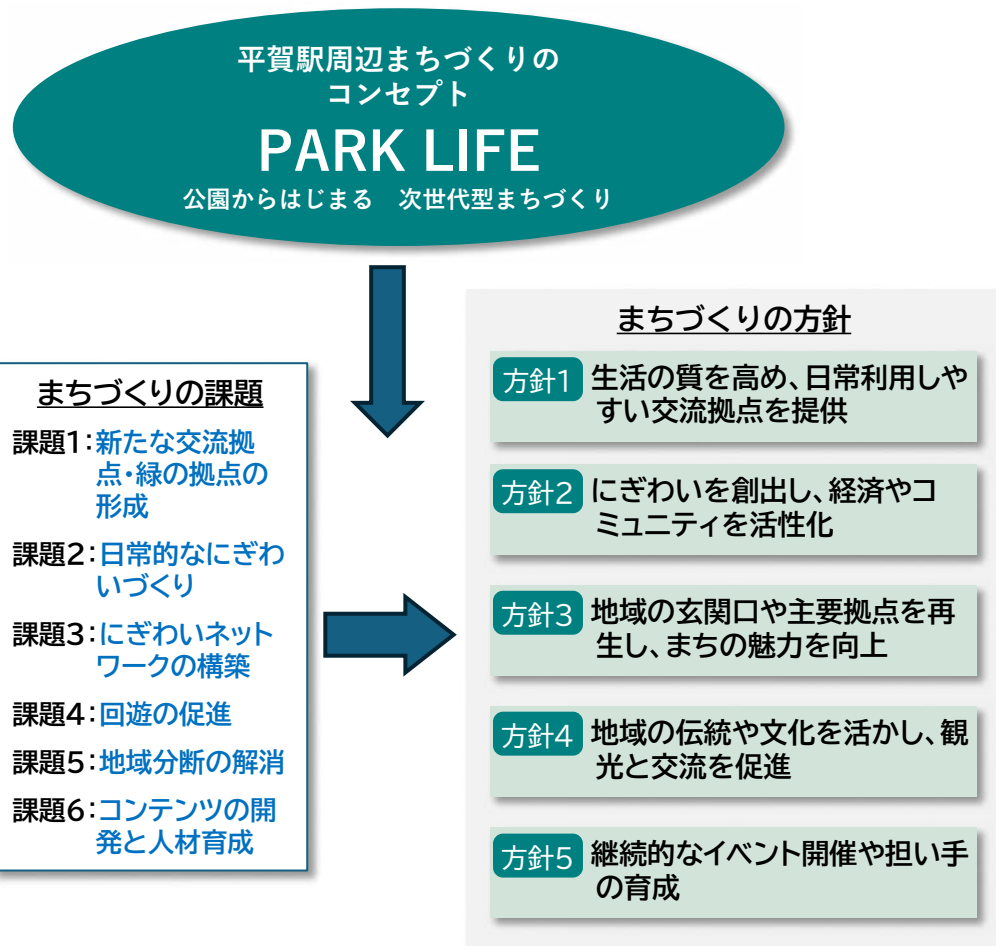 平賀駅周辺まちづくりの
コンセプト
PARK LIFE
公園からはじまる　次世代型まちづくり
まちづくりの課題
課題1：新たな交流拠
点・緑の拠点の
形成
課題2：日常的なにぎわ
いづくり
課題3：にぎわいネット
ワークの構築
課題4：回遊の促進
課題5：地域分断の解消
課題6：コンテンツの開
発と人材育成
まちづくりの方針
方針1 生活の質を高め、日常利用しや
すい交流拠点を提供
方針2 にぎわいを創出し、経済やコ
ミュニティを活性化
方針3 地域の玄関口や主要拠点を再
生し、まちの魅力を向上
方針4 地域の伝統や文化を活かし、観
光と交流を促進
方針5 継続的なイベント開催や担い手
の育成